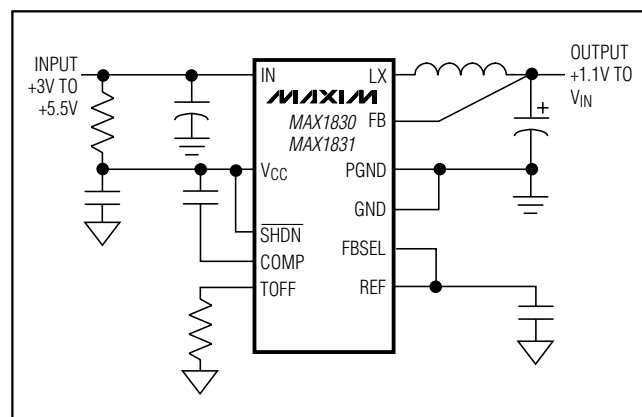 INPUT
+3V TO
+5.5V
IN
LX
OUTPUT
+1.1V TO
VIN
MAXIM
MAX1830
MAX1831
FB
+
VCC
PGND
GND
SHDN
COMP
FBSEL
TOFF
REF